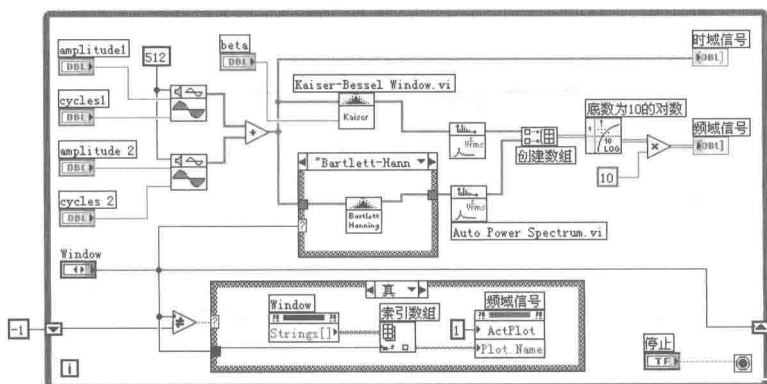 amplitude1
DBL
512
cycles1
DBL
amplitude 2
DBL
cycles 2
DBL
beta
DBL
Kaiser-Bessel Window.vi
Kaiser
时域信号
DBL
底数为10的对数
10
LOG
频域信号
DBL
创建数组
10
Vrms
"Bartlett-Hann
Bartlett
Hanning
?
Vrms
Auto Power Spectrum.vi
Window
-1
真
?
Window
Strings[]
索引数组
频域信号
1
ActPlot
Plot.Name
停止
TF
i